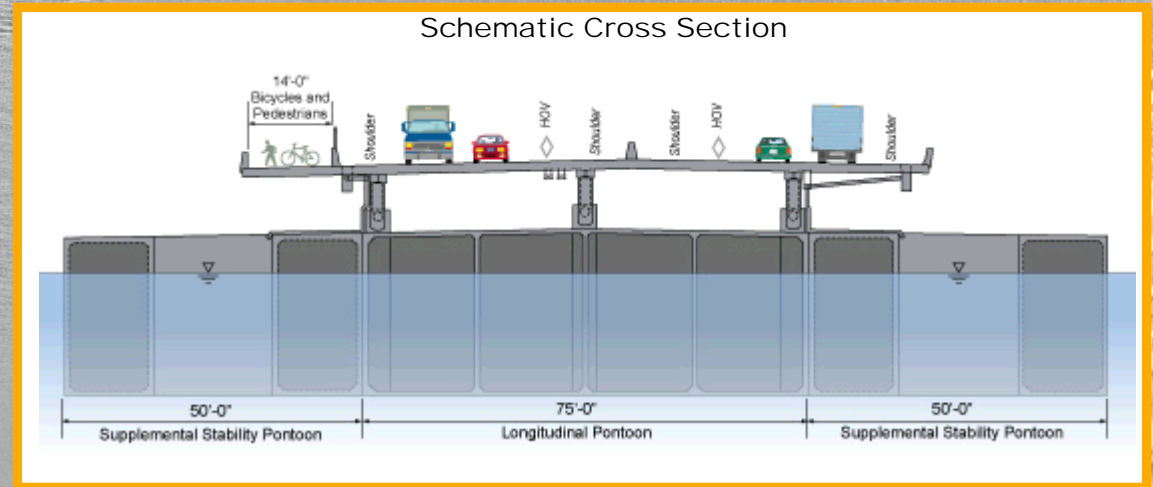 Schematic Cross Section
14'-0"
Bicycles and
Pedestrians
Shoulder
HOV
Shoulder
Shoulder
HOV
Shoulder
50'-0"
75'-0"
50'-0"
Supplemental Stability Pontoon
Longitudinal Pontoon
Supplemental Stability Pontoon